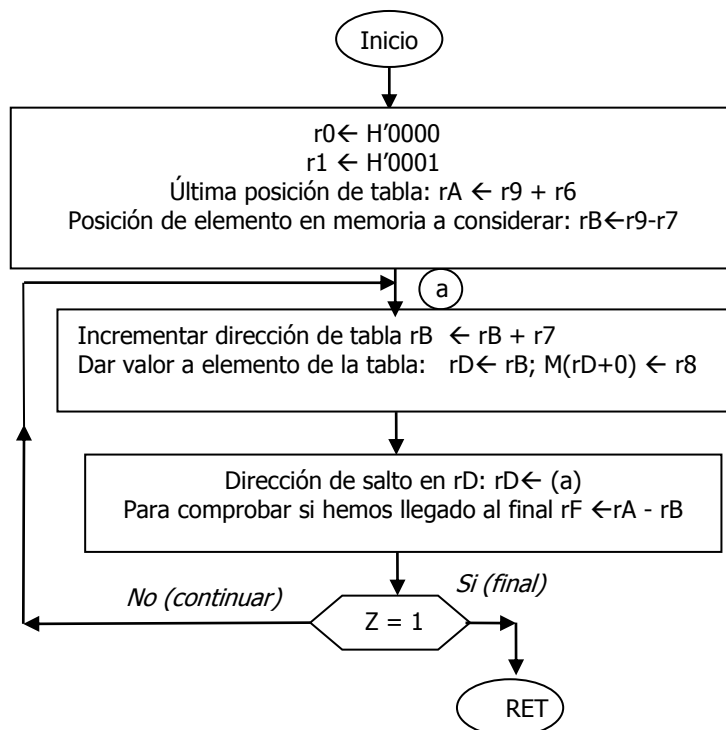 Inicio
r0← H'0000
r1 ← H'0001
Última posición de tabla: rA ← r9 + r6
Posición de elemento en memoria a considerar: rB←r9-r7
a
Incrementar dirección de tabla rB ← rB + r7
Dar valor a elemento de la tabla: rD← rB; M(rD+0) ← r8
Dirección de salto en rD: rD← (a)
Para comprobar si hemos llegado al final rF ←rA - rB
No (continuar)
Si (final)
Z = 1
RET